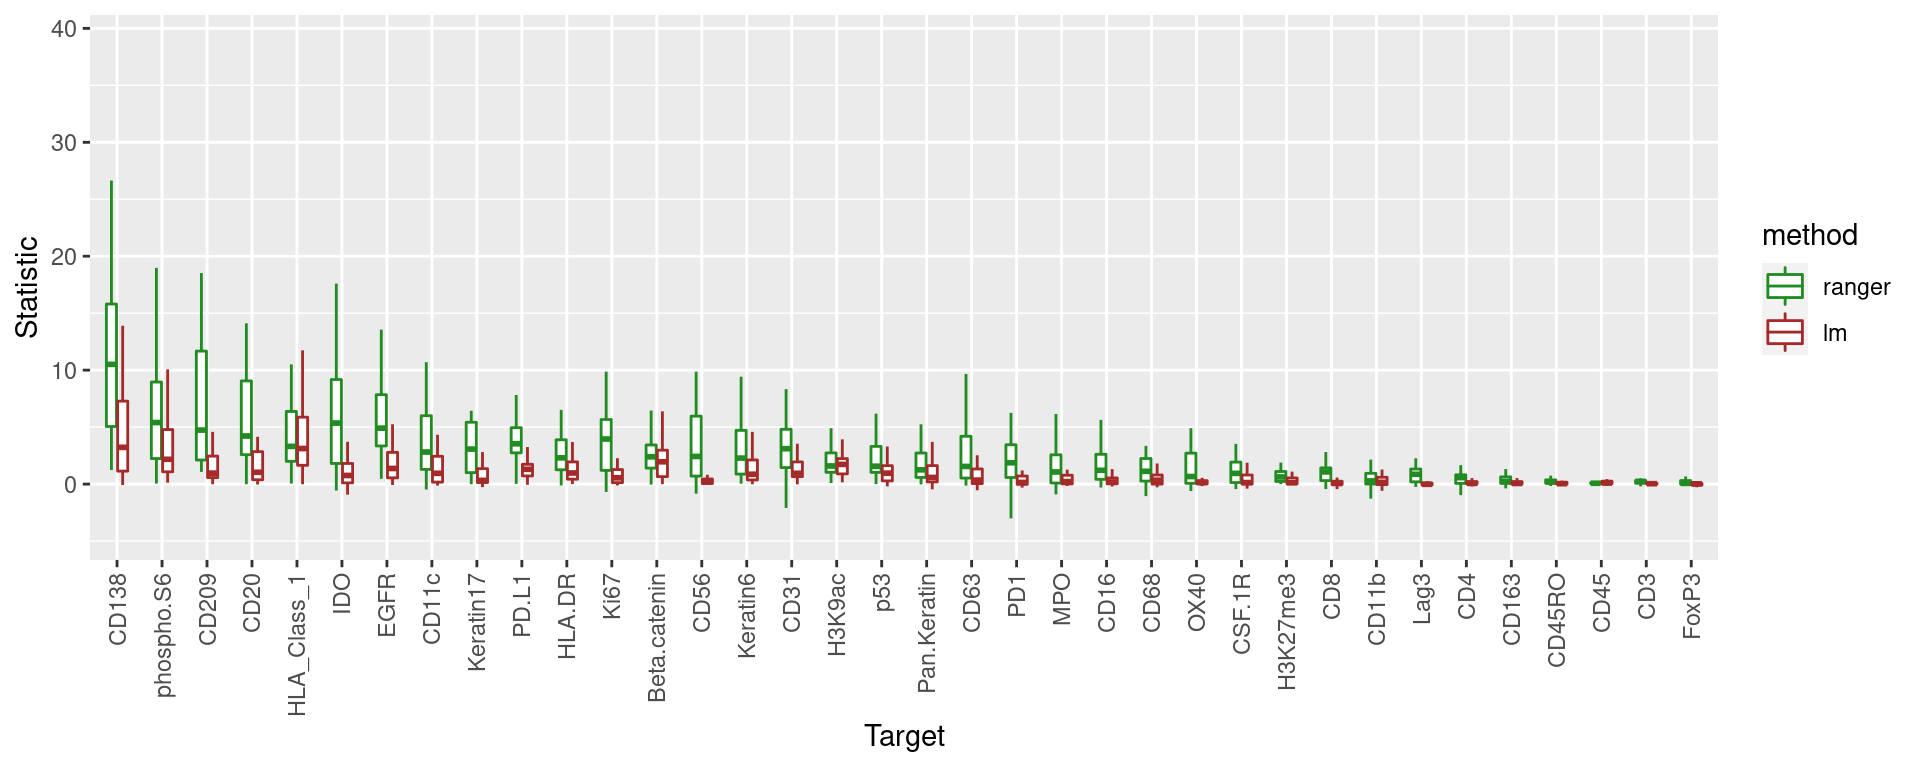 40
30
20
10
0
Statistic
CD138
phospho.S6
CD209
CD20
HLA_Class_1
IDO
EGFR
CD11c
Keratin17
PD.L1
HLA.DR
Ki67
Beta.catenin
CD56
Keratin6
CD31
H3K9ac
p53
Pan.Keratin
CD63
PD1
MPO
CD16
CD68
OX40
CSF.1R
H3K27me3
CD8
CD11b
Lag3
CD4
CD163
CD45RO
CD45
CD3
FoxP3
Target
method
ranger
lm